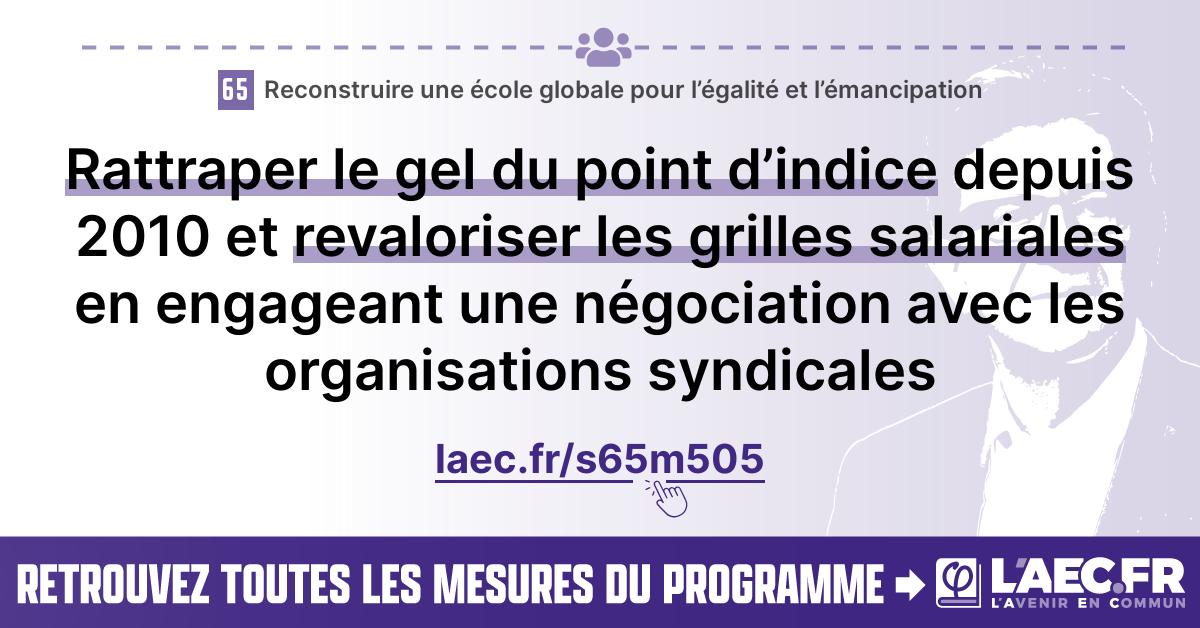 65 Reconstruire une école globale pour l’égalité et l’émancipation
Rattraper le gel du point d’indice depuis
2010 et revaloriser les grilles salariales
en engageant une négociation avec les
organisations syndicales
laec.fr/s65m505
RETROUVEZ TOUTES LES MESURES DU PROGRAMME
φ L'AEC.FR
L'AVENIR EN COMMUN